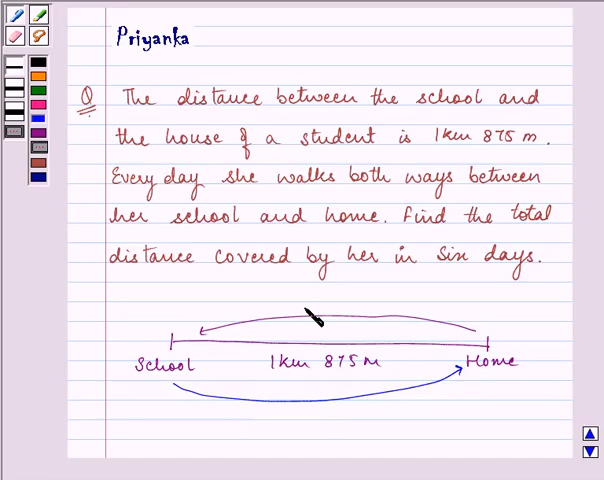 Priyanka
Q The distance between the school and
the house of a student is 1km 875 m.
Every day she walks both ways between
her school and home. Find the total
distance covered by her in Six days.
School 1km 875 m Home